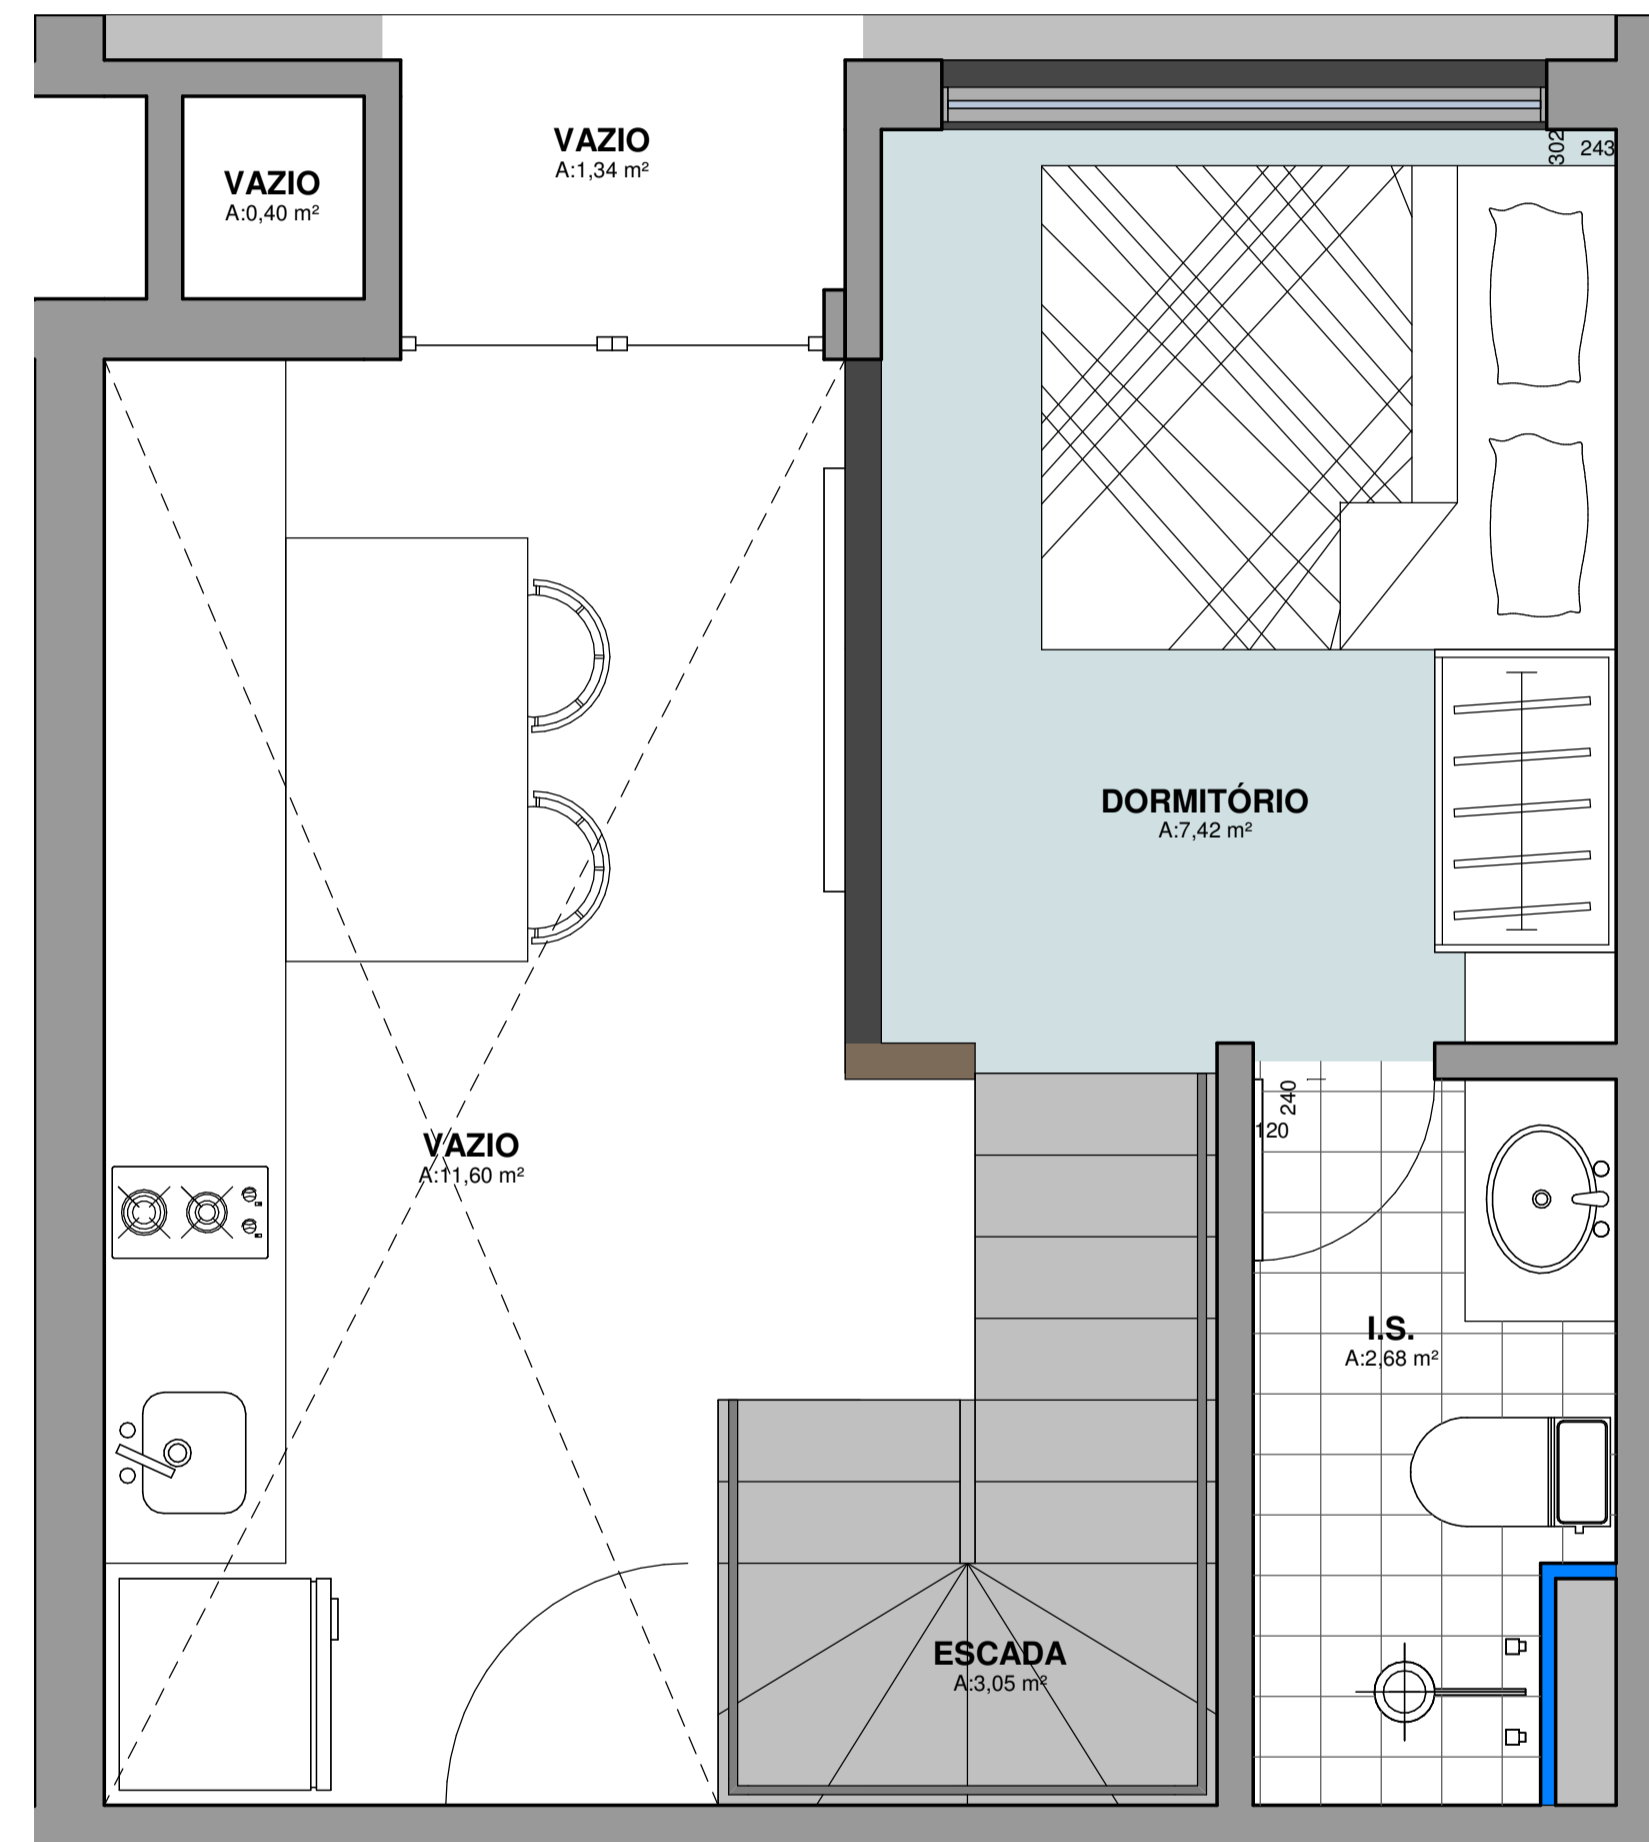 VAZIO
A:1,34 m²
VAZIO
A:0,40 m²
302
243
DORMITÓRIO
A:7,42 m²
240
120
VAZIO
A:11,60 m²
I.S.
A:2,68 m²
ESCADA
A:3,05 m²